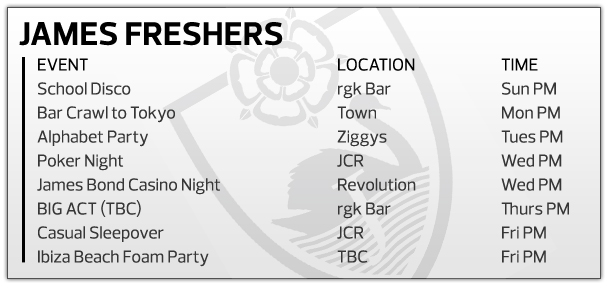 JAMES FRESHERS
EVENT LOCATION TIME
School Disco rgk Bar Sun PM
Bar Crawl to Tokyo Town Mon PM
Alphabet Party Ziggys Tues PM
Poker Night JCR Wed PM
James Bond Casino Night Revolution Wed PM
BIG ACT (TBC) rgk Bar Thurs PM
Casual Sleepover JCR Fri PM
Ibiza Beach Foam Party TBC Fri PM